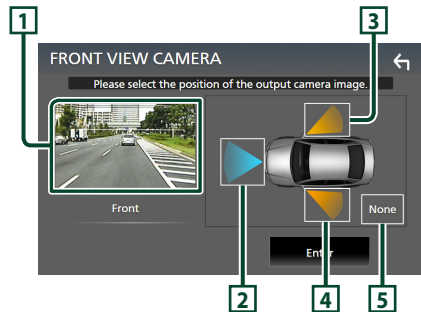 1
3
FRONT VIEW CAMERA
Please select the position of the output camera image.
Front
None
Enter
2
4
5